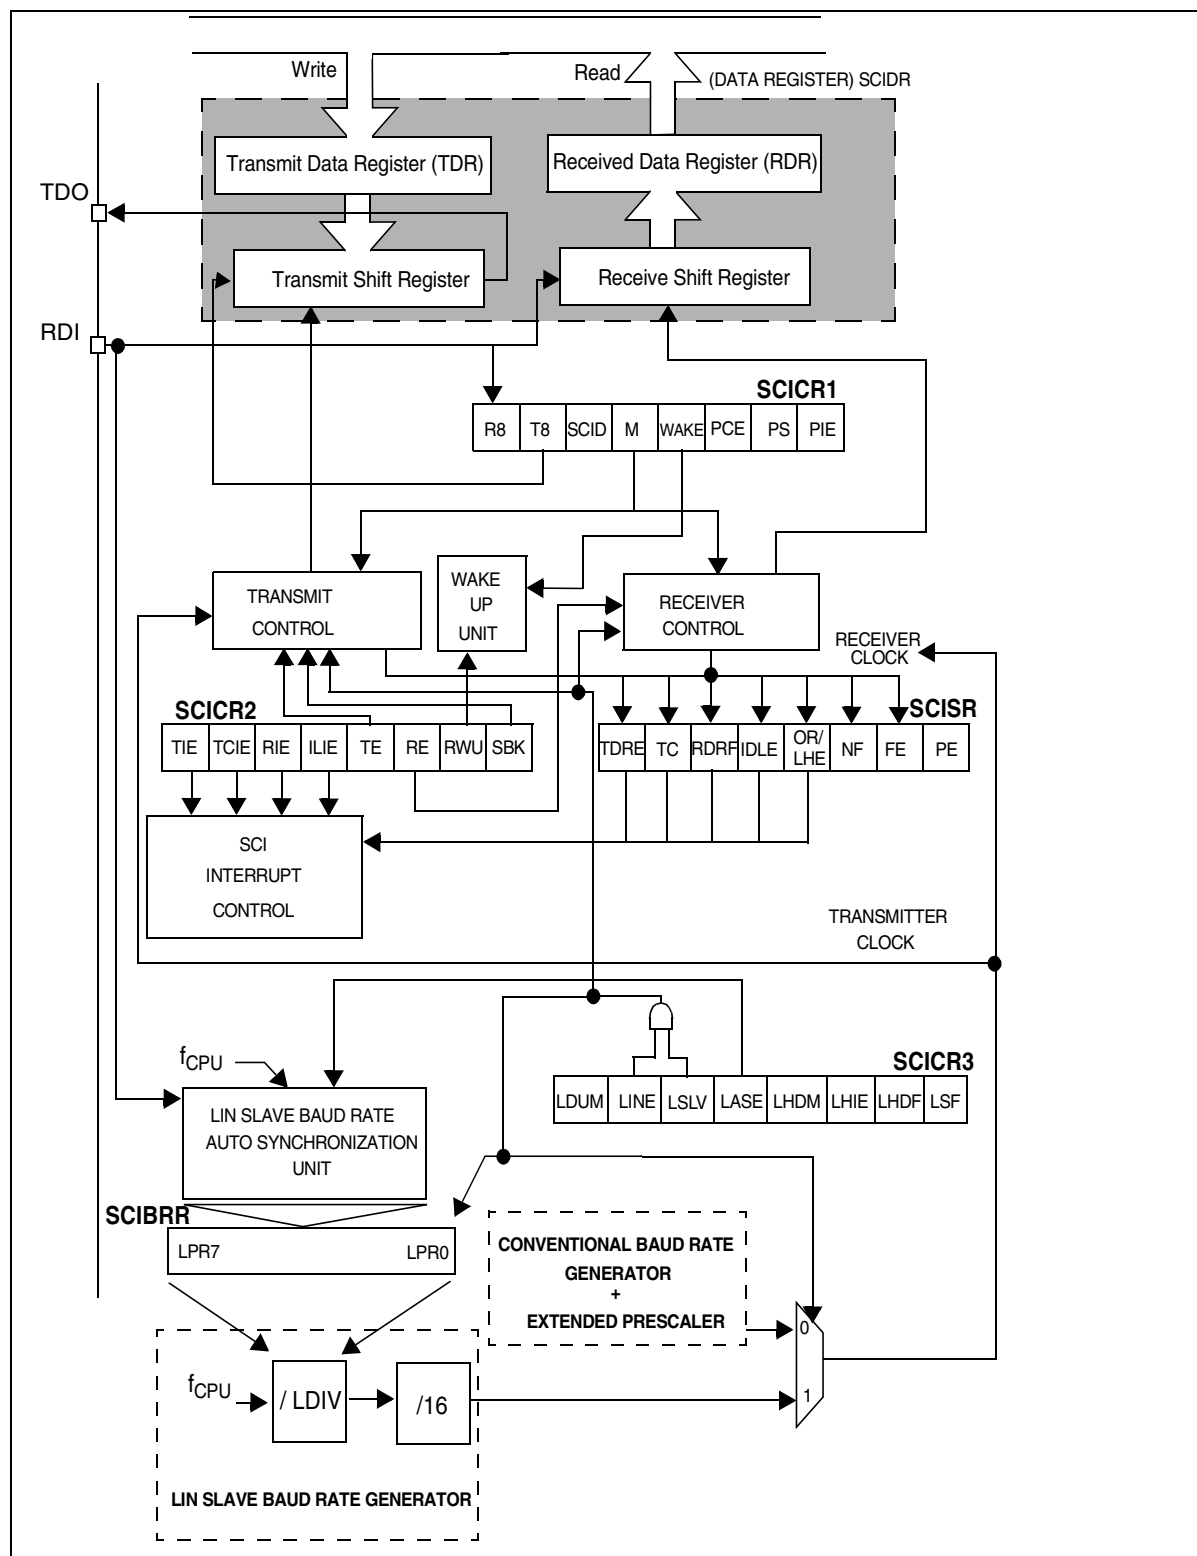 Write
Read
(DATA REGISTER) SCIDR
Transmit Data Register (TDR)
Received Data Register (RDR)
TDO
Transmit Shift Register
Receive Shift Register
RDI
SCICR1
R8 T8 SCID M WAKE PCE PS PIE
TRANSMIT
CONTROL
WAKE
UP
UNIT
RECEIVER
CONTROL
RECEIVER
CLOCK
SCICR2
TIE TCIE RIE ILIE TE RE RWU SBK
SCISR
TDRE TC RDRF IDLE OR/
LHE NF FE PE
SCI
INTERRUPT
CONTROL
TRANSMITTER
CLOCK
fCPU
SCICR3
LDUM LINE LSLV LASE LHDM LHIE LHDF LSF
LIN SLAVE BAUD RATE
AUTO SYNCHRONIZATION
UNIT
SCIBRR
LPR7 LPR0
CONVENTIONAL BAUD RATE
GENERATOR
+
EXTENDED PRESCALER
0
1
fCPU
/ LDIV
/16
LIN SLAVE BAUD RATE GENERATOR